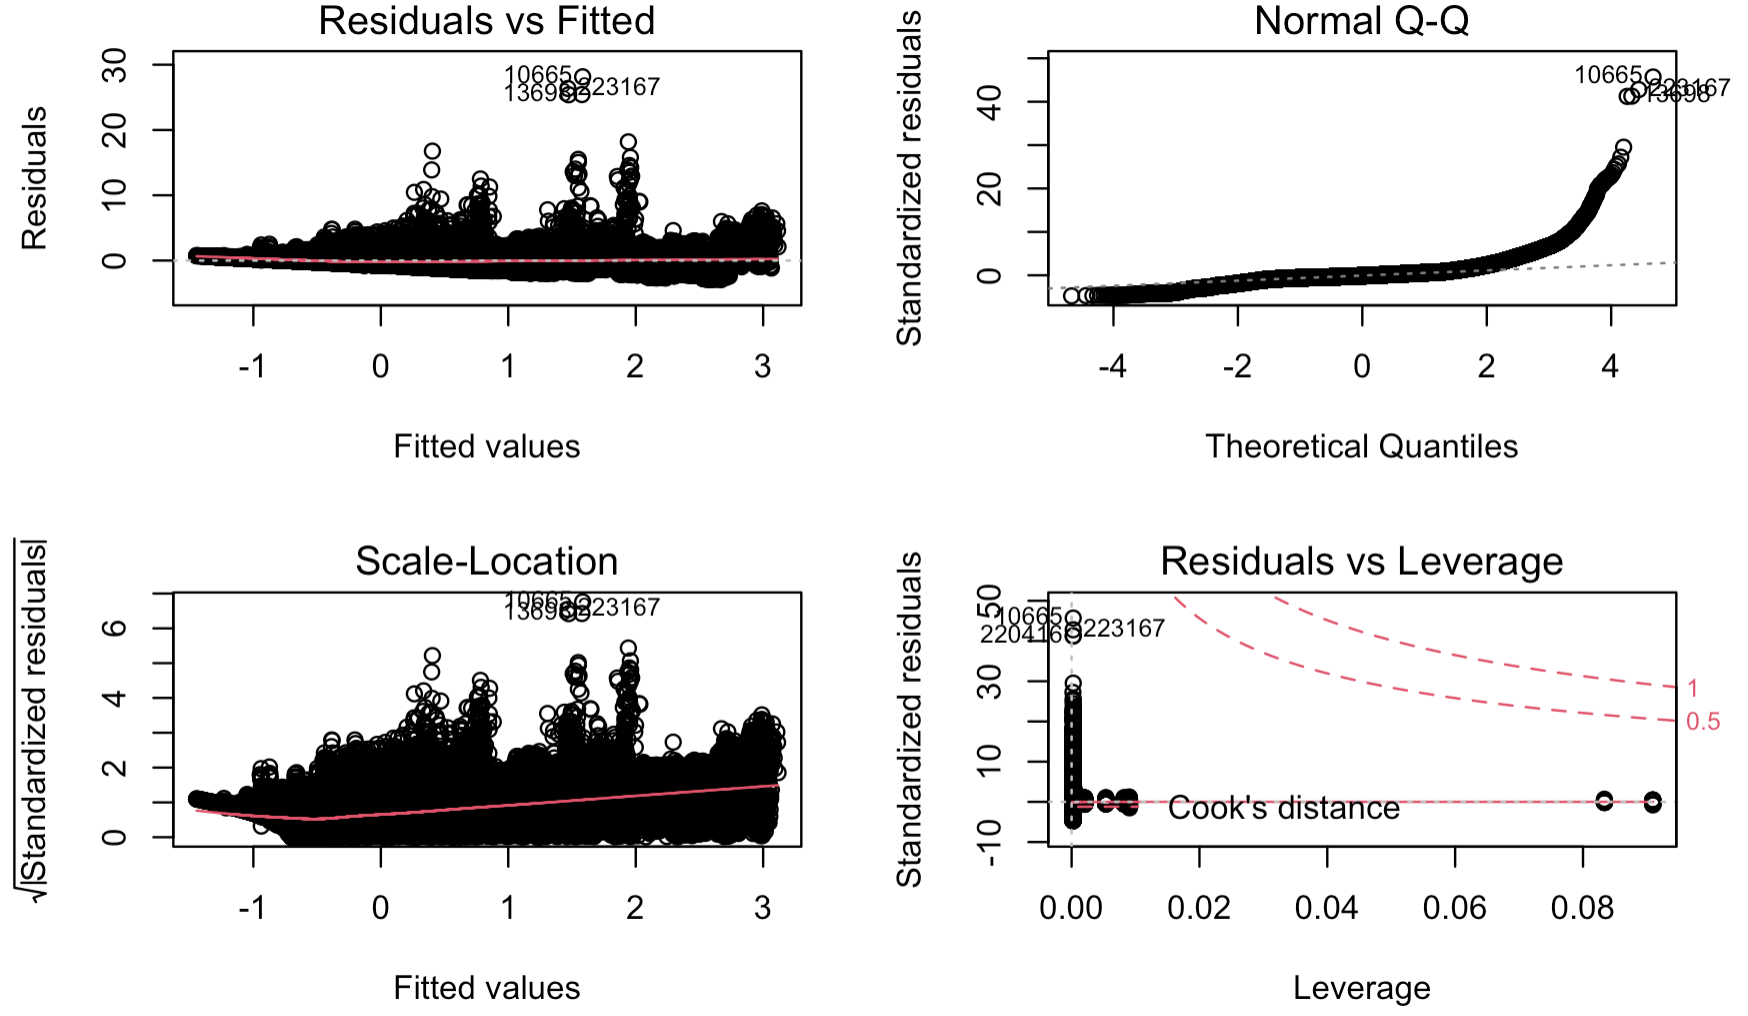 Residuals vs Fitted
Residuals
30
20
10
0
10665
223167
13698
-1 0 1 2 3
Fitted values
Normal Q-Q
Standardized residuals
40
20
0
10665
223167
13698
-4 -2 0 2 4
Theoretical Quantiles
Scale-Location
√|Standardized residuals|
6
4
2
0
10665
223167
13698
-1 0 1 2 3
Fitted values
Residuals vs Leverage
Standardized residuals
50
30
10
-10
10665
223167
1
0.5
Cook's distance
0.00 0.02 0.04 0.06 0.08
Leverage